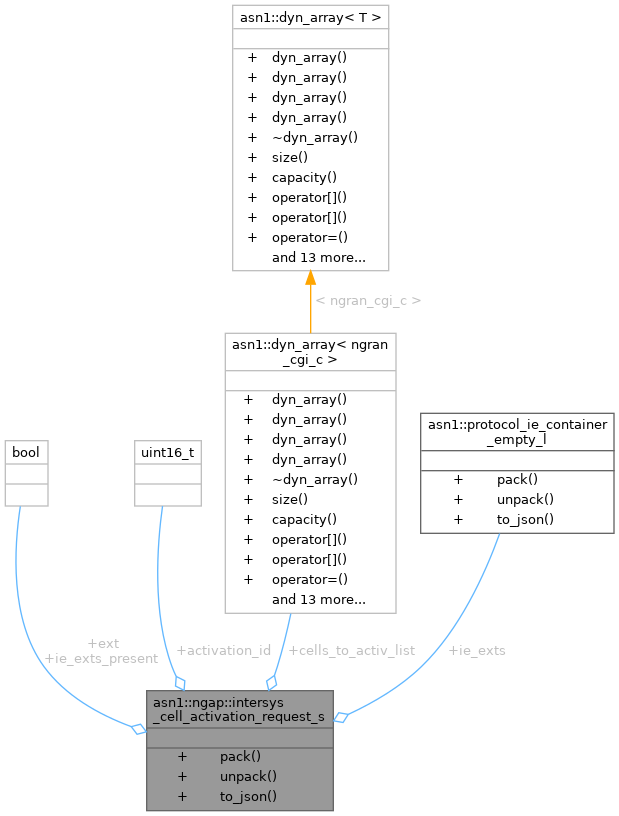 asn1::dyn_array< T >
+ dyn_array()
+ dyn_array()
+ dyn_array()
+ dyn_array()
+ ~dyn_array()
+ size()
+ capacity()
+ operator[]()
+ operator[]()
+ operator=()
and 13 more...
< ngran_cgi_c >
asn1::dyn_array< ngran
_cgi_c >
+ dyn_array()
+ dyn_array()
+ dyn_array()
+ dyn_array()
+ ~dyn_array()
+ size()
+ capacity()
+ operator[]()
+ operator[]()
+ operator=()
and 13 more...
asn1::protocol_ie_container
_empty_l
+ pack()
+ unpack()
+ to_json()
bool
uint16_t
+ext
+ie_exts_present
+activation_id
+cells_to_activ_list
+ie_exts
asn1::ngap::intersys
_cell_activation_request_s
+ pack()
+ unpack()
+ to_json()